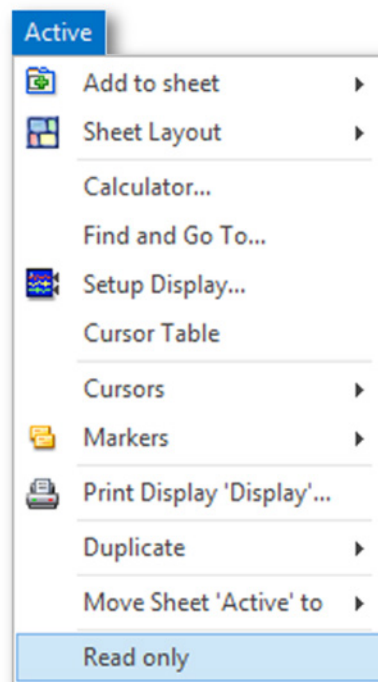 Active
Add to sheet
Sheet Layout
Calculator...
Find and Go To...
Setup Display...
Cursor Table
Cursors
Markers
Print Display 'Display'...
Duplicate
Move Sheet 'Active' to
Read only